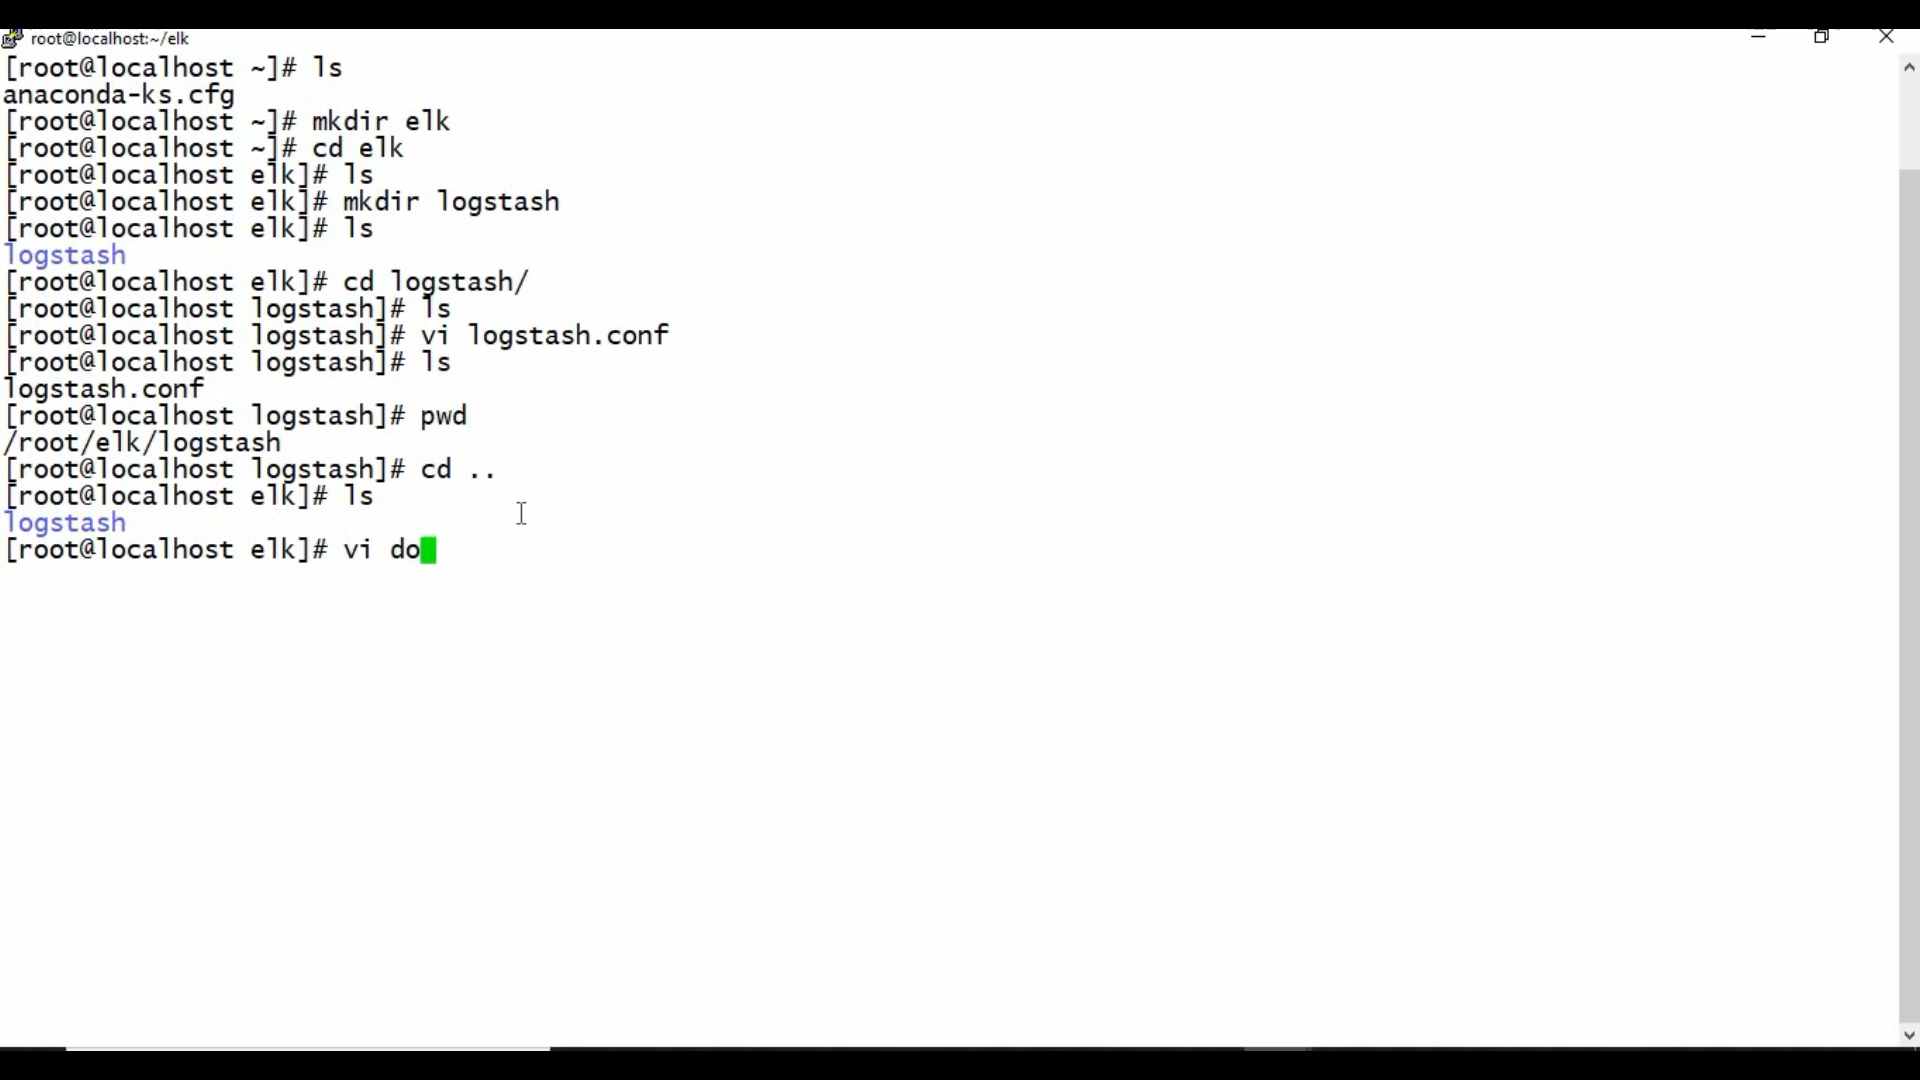 root@localhost:~/elk
[root@localhost ~]# ls
anaconda-ks.cfg
[root@localhost ~]# mkdir elk
[root@localhost ~]# cd elk
[root@localhost elk]# ls
[root@localhost elk]# mkdir logstash
[root@localhost elk]# ls
logstash
[root@localhost elk]# cd logstash/
[root@localhost logstash]# ls
[root@localhost logstash]# vi logstash.conf
[root@localhost logstash]# ls
logstash.conf
[root@localhost logstash]# pwd
/root/elk/logstash
[root@localhost logstash]# cd ..
[root@localhost elk]# ls
logstash
[root@localhost elk]# vi do